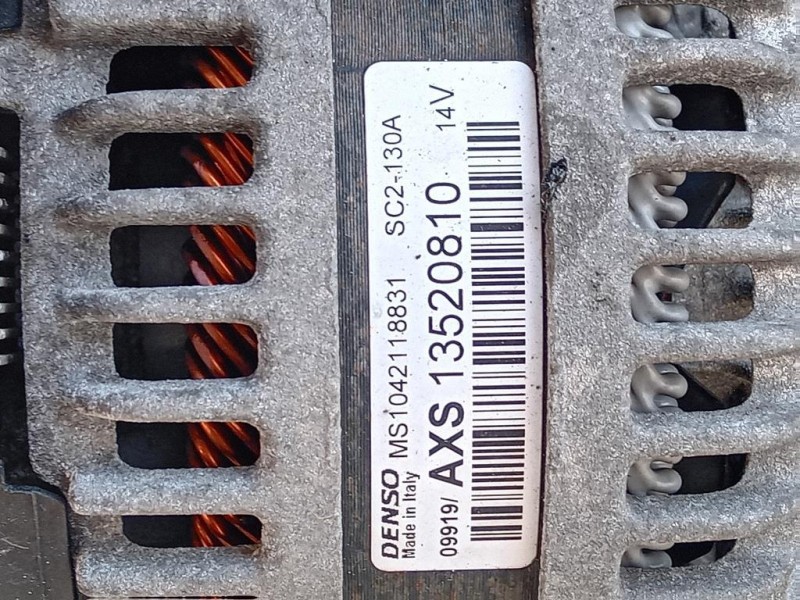 DENSO MS1042118831 SC2-130A
Made in Italy 14V
09919/ AXS 13520810